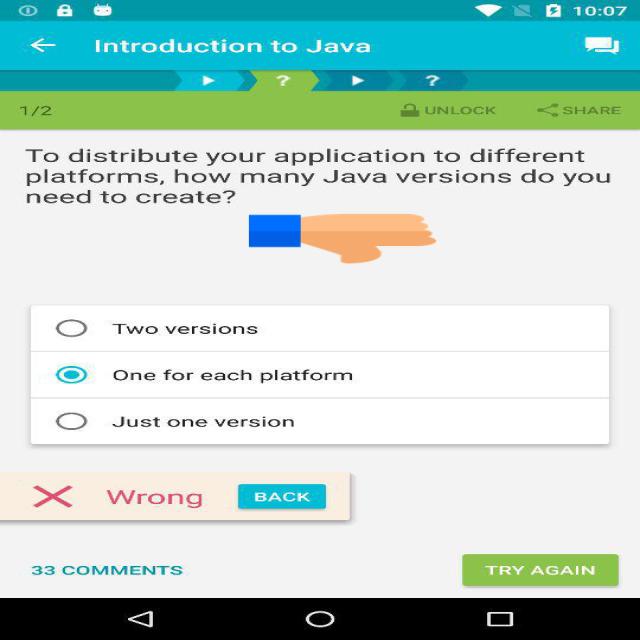 10:07
Introduction to Java
?
?
1/2
UNLOCK
SHARE
To distribute your application to different
platforms, how many Java versions do you
need to create?
Two versions
One for each platform
Just one version
Wrong
BACK
33 COMMENTS
TRY AGAIN